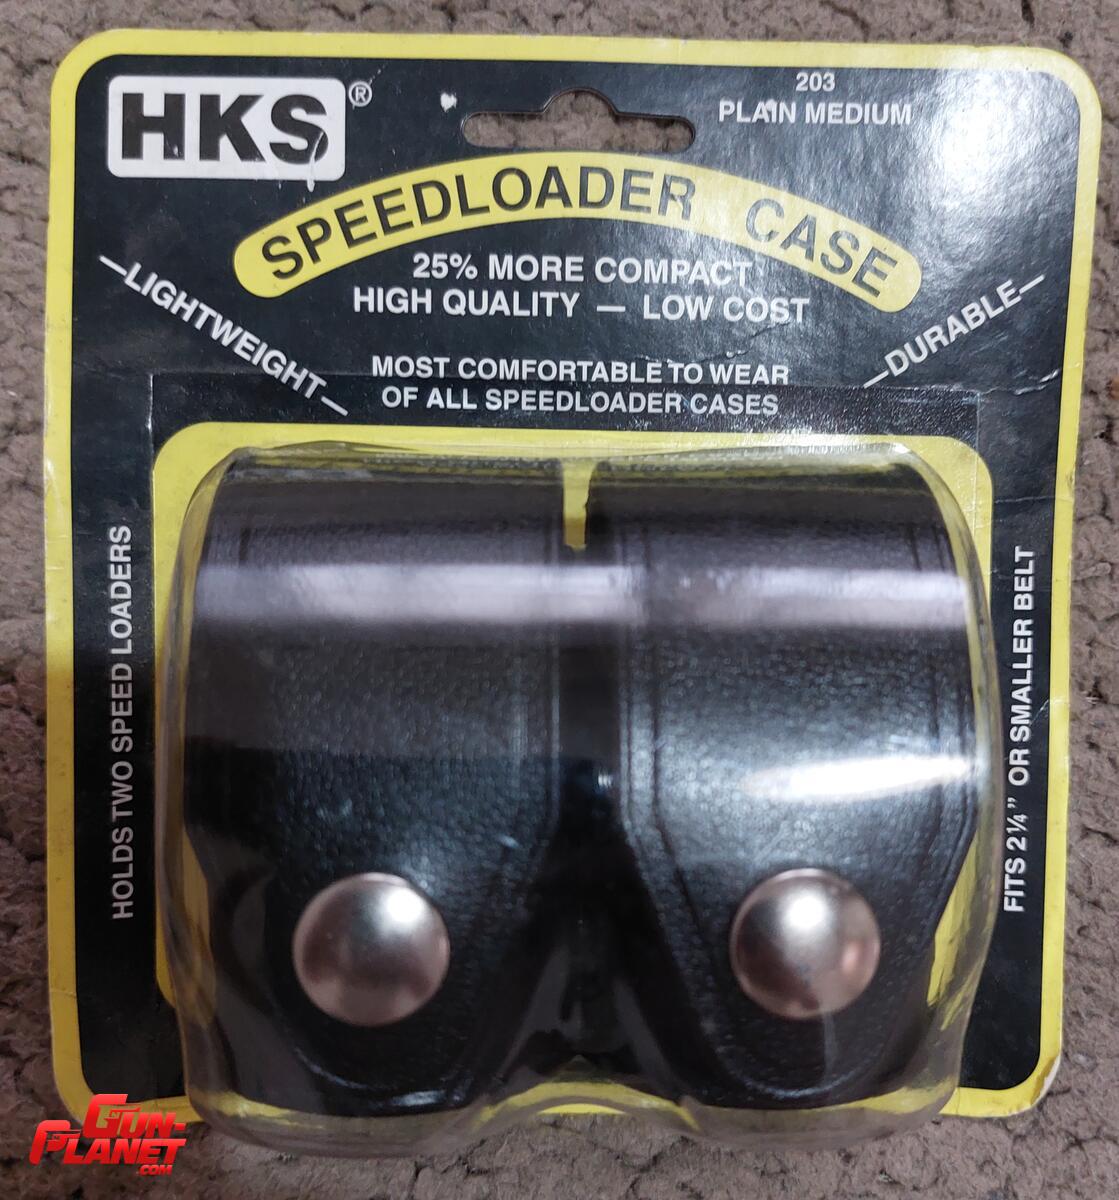 HKS®
203
PLAIN MEDIUM
SPEEDLOADER CASE
25% MORE COMPACT
HIGH QUALITY — LOW COST
—LIGHTWEIGHT—
—DURABLE—
MOST COMFORTABLE TO WEAR
OF ALL SPEEDLOADER CASES
HOLDS TWO SPEED LOADERS
FITS 2¼" OR SMALLER BELT
GUN-
PLANET
.COM